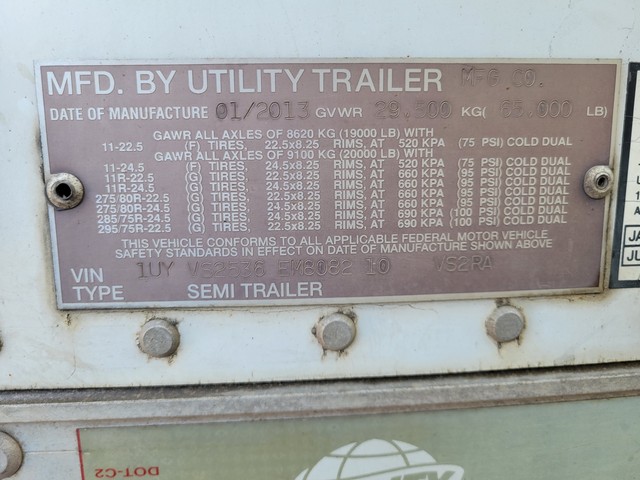 MFD. BY UTILITY TRAILER MFG CO.
DATE OF MANUFACTURE 01/2013 GVWR KG( LB)
GAWR ALL AXLES OF 8620 KG (19000 LB) WITH
11-22.5 (F) TIRES, 22.5x8.25 RIMS, AT 520 KPA (75 PSI) COLD DUAL
GAWR ALL AXLES OF 9100 KG (20000 LB) WITH
11-24.5 (F) TIRES, 24.5x8.25 RIMS, AT 520 KPA (75 PSI) COLD DUAL
11R-22.5 (G) TIRES, 22.5x8.25 RIMS, AT 660 KPA (95 PSI) COLD DUAL
11R-24.5 (G) TIRES, 24.5x8.25 RIMS, AT 660 KPA (95 PSI) COLD DUAL
275/80R-22.5 (G) TIRES, 22.5x8.25 RIMS, AT 660 KPA (95 PSI) COLD DUAL
275/80R-24.5 (G) TIRES, 24.5x8.25 RIMS, AT 660 KPA (95 PSI) COLD DUAL
285/75R-24.5 (G) TIRES, 24.5x8.25 RIMS, AT 690 KPA (100 PSI) COLD DUAL
295/75R-22.5 (G) TIRES, 22.5x8.25 RIMS, AT 690 KPA (100 PSI) COLD DUAL
THIS VEHICLE CONFORMS TO ALL APPLICABLE FEDERAL MOTOR VEHICLE
SAFETY STANDARDS IN EFFECT ON DATE OF MANUFACTURE SHOWN ABOVE
VIN 1UY VS2RA
TYPE SEMI TRAILER
JA
JU
DOT-C2